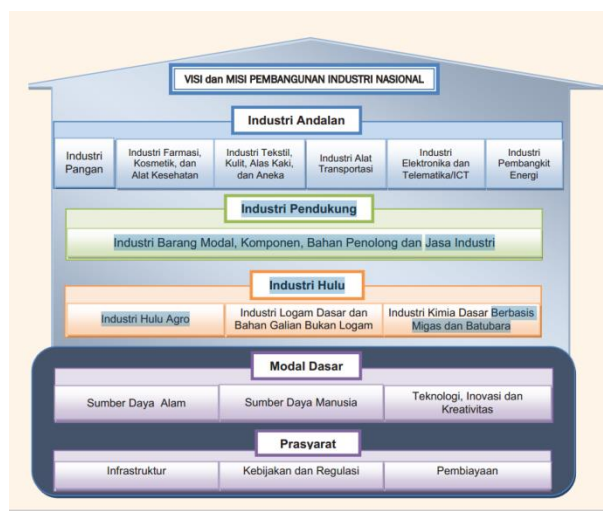 VISI dan MISI PEMBANGUNAN INDUSTRI NASIONAL
Industri Andalan
Industri
Pangan
Industri Farmasi,
Kosmetik, dan
Alat Kesehatan
Industri Tekstil,
Kulit, Alas Kaki,
dan Aneka
Industri Alat
Transportasi
Industri
Elektronika dan
Telematika/ICT
Industri
Pembangkit
Energi
Industri Pendukung
Industri Barang Modal, Komponen, Bahan Penolong dan Jasa Industri
Industri Hulu
Industri Hulu Agro
Industri Logam Dasar dan
Bahan Galian Bukan Logam
Industri Kimia Dasar Berbasis
Migas dan Batubara
Modal Dasar
Sumber Daya Alam
Sumber Daya Manusia
Teknologi, Inovasi dan
Kreativitas
Prasyarat
Infrastruktur
Kebijakan dan Regulasi
Pembiayaan